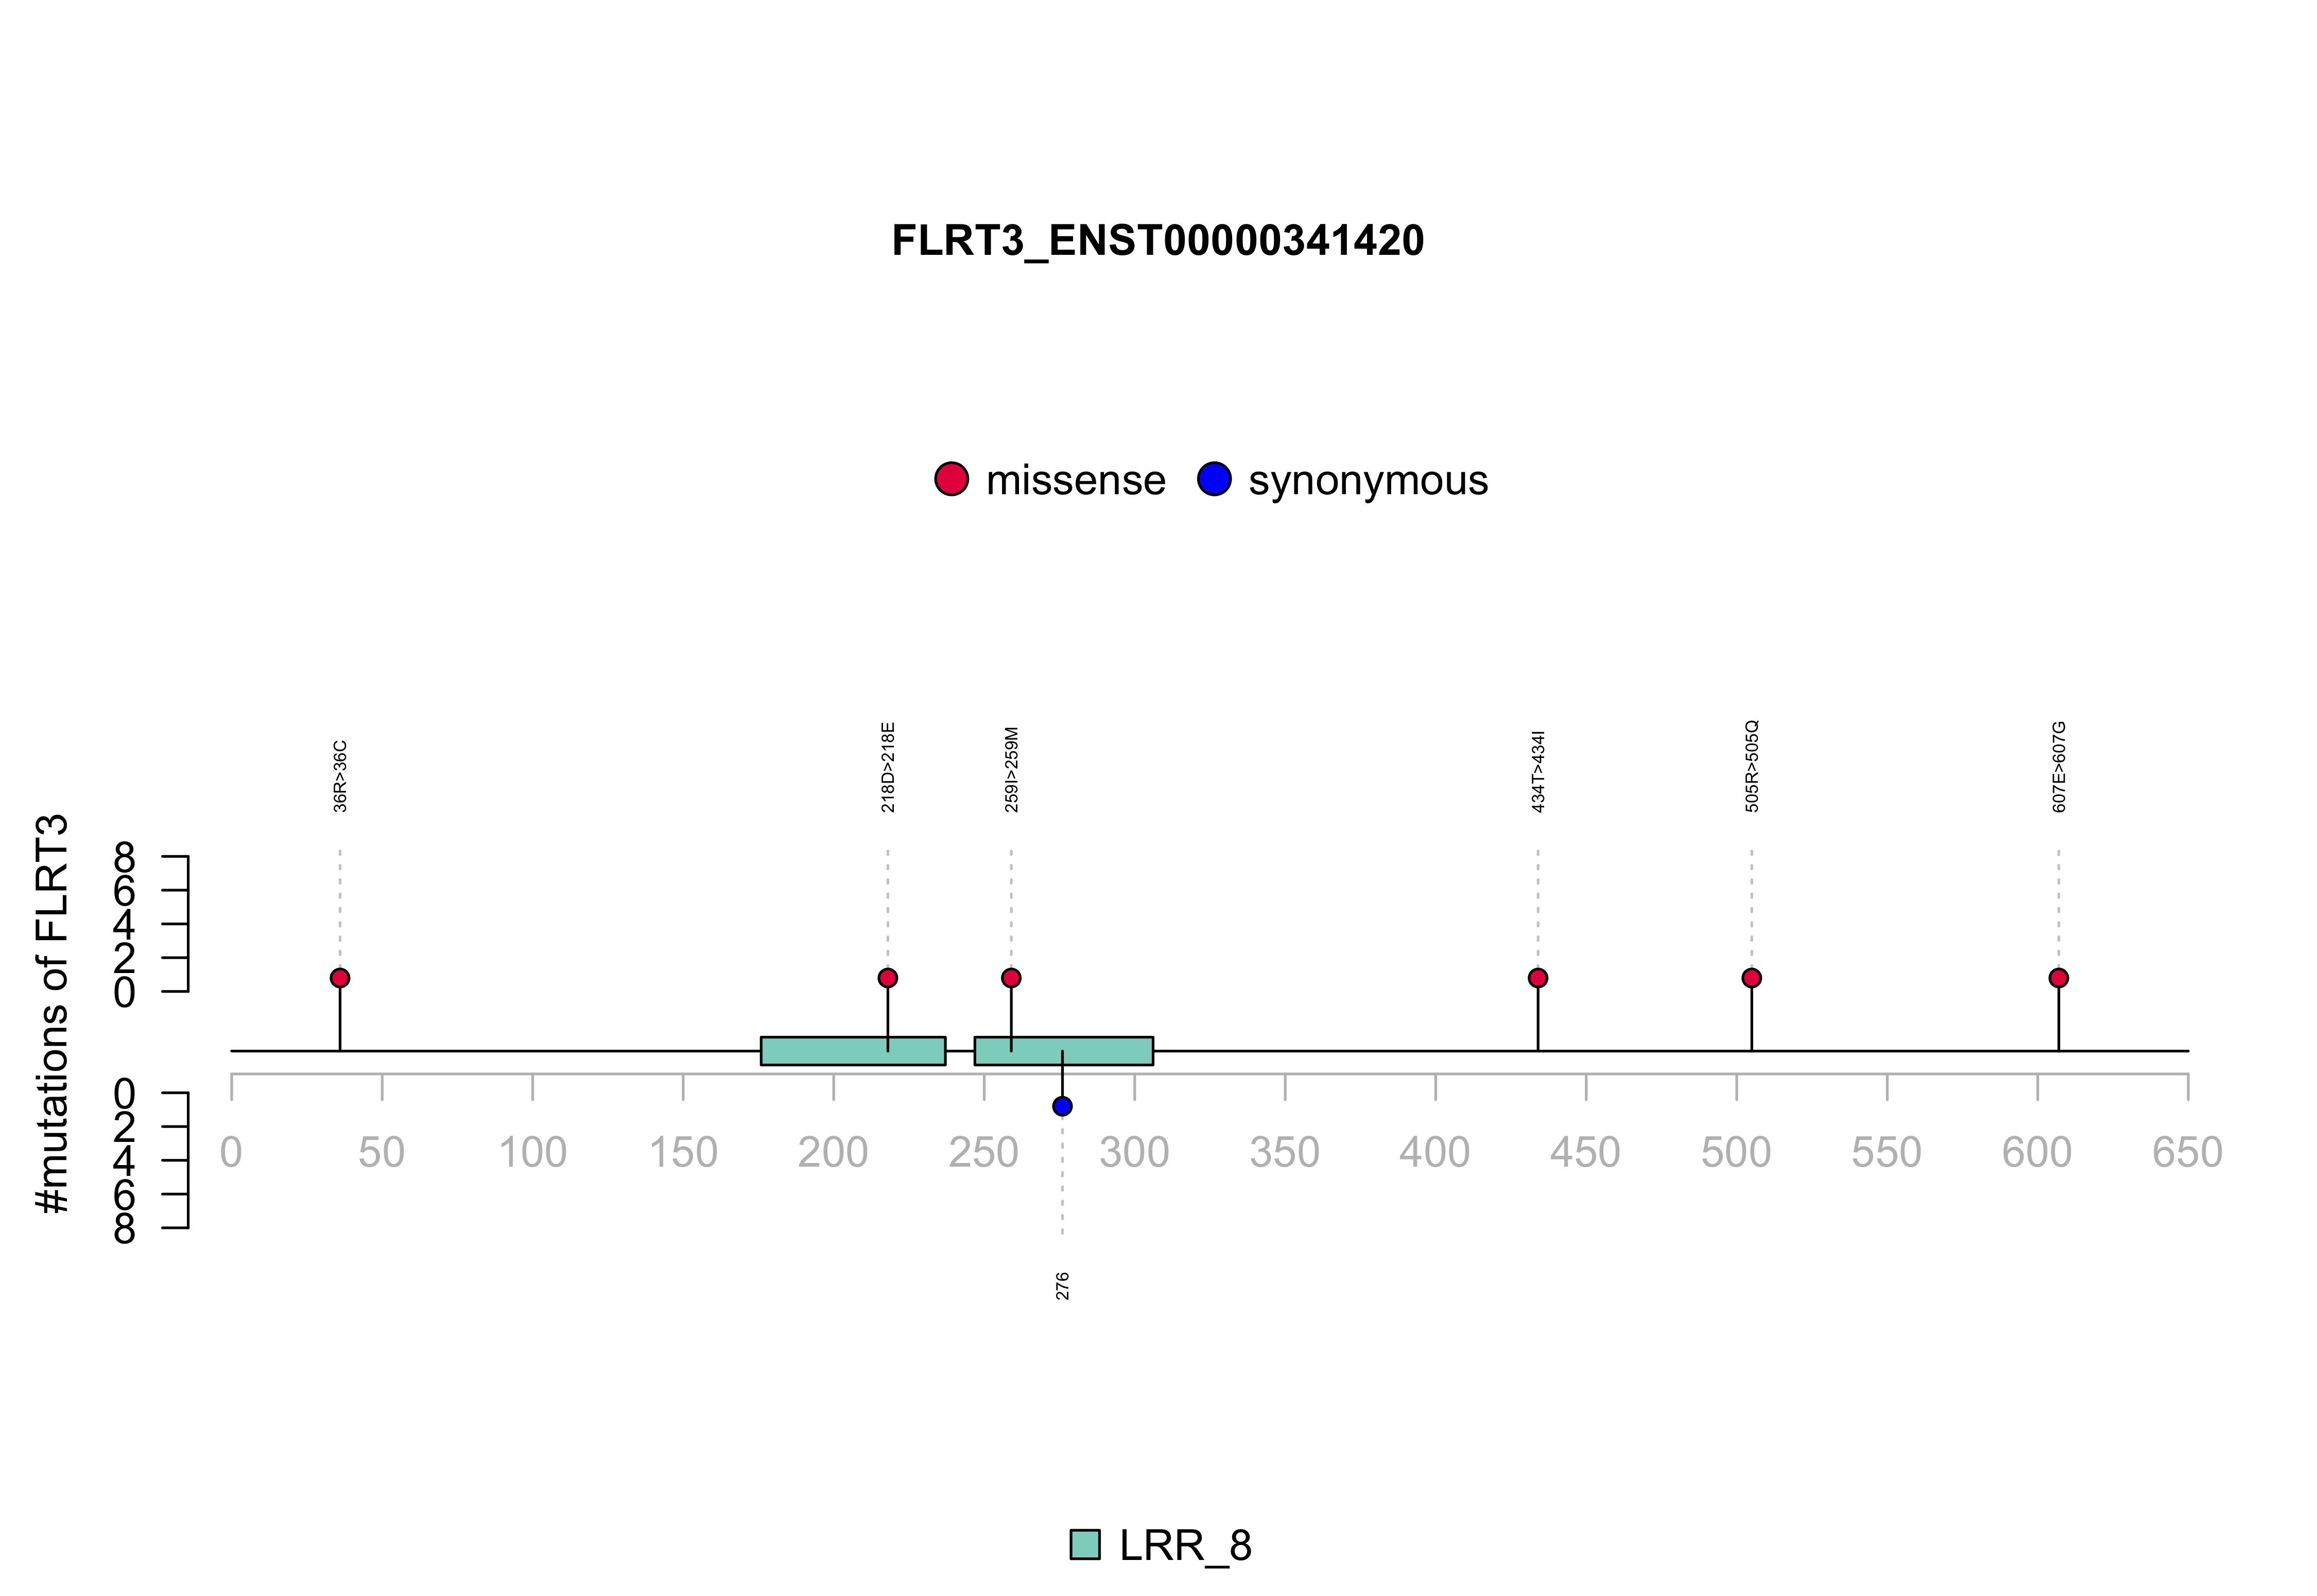 FLRT3_ENST00000341420
missense
synonymous
36R>36C
218D>218E
259I>259M
434T>434I
505R>505Q
607E>607G
#mutations of FLRT3
8
6
4
2
0
0
2
4
6
8
0 50 100 150 200 250 300 350 400 450 500 550 600 650
276
LRR_8